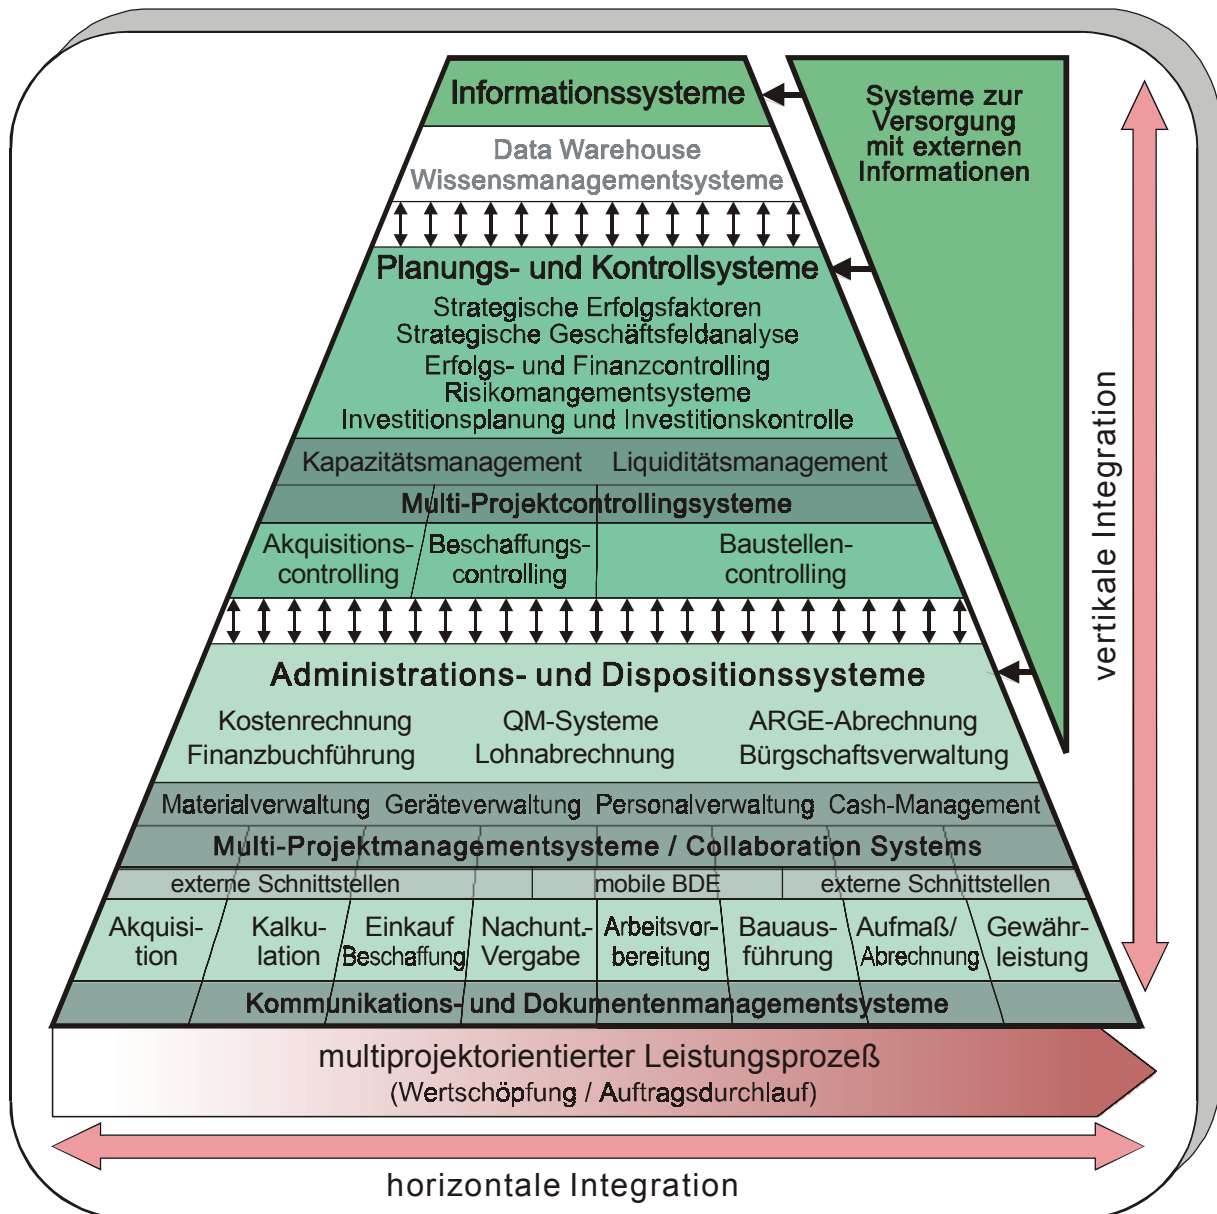 Informationssysteme
Data Warehouse
Wissensmanagementsysteme
Systeme zur
Versorgung
mit externen
Informationen
Planungs- und Kontrollsysteme
Strategische Erfolgsfaktoren
Strategische Geschäftsfeldanalyse
Erfolgs- und Finanzcontrolling
Risikomangementsysteme
Investitionsplanung und Investitionskontrolle
Kapazitätsmanagement Liquiditätsmanagement
Multi-Projektcontrollingsysteme
Akquisitions-
controlling
Beschaffungs-
controlling
Baustellen-
controlling
Administrations- und Dispositionssysteme
Kostenrechnung QM-Systeme ARGE-Abrechnung
Finanzbuchführung Lohnabrechnung Bürgschaftsverwaltung
Materialverwaltung Geräteverwaltung Personalverwaltung Cash-Management
Multi-Projektmanagementsysteme / Collaboration Systems
externe Schnittstellen mobile BDE externe Schnittstellen
Akquisi-
tion
Kalku-
lation
Einkauf
Beschaffung
Nachunt.-
Vergabe
Arbeitsvor-
bereitung
Bauaus-
führung
Aufmaß/
Abrechnung
Gewähr-
leistung
Kommunikations- und Dokumentenmanagementsysteme
multiprojektorientierter Leistungsprozeß
(Wertschöpfung / Auftragsdurchlauf)
horizontale Integration
vertikale Integration